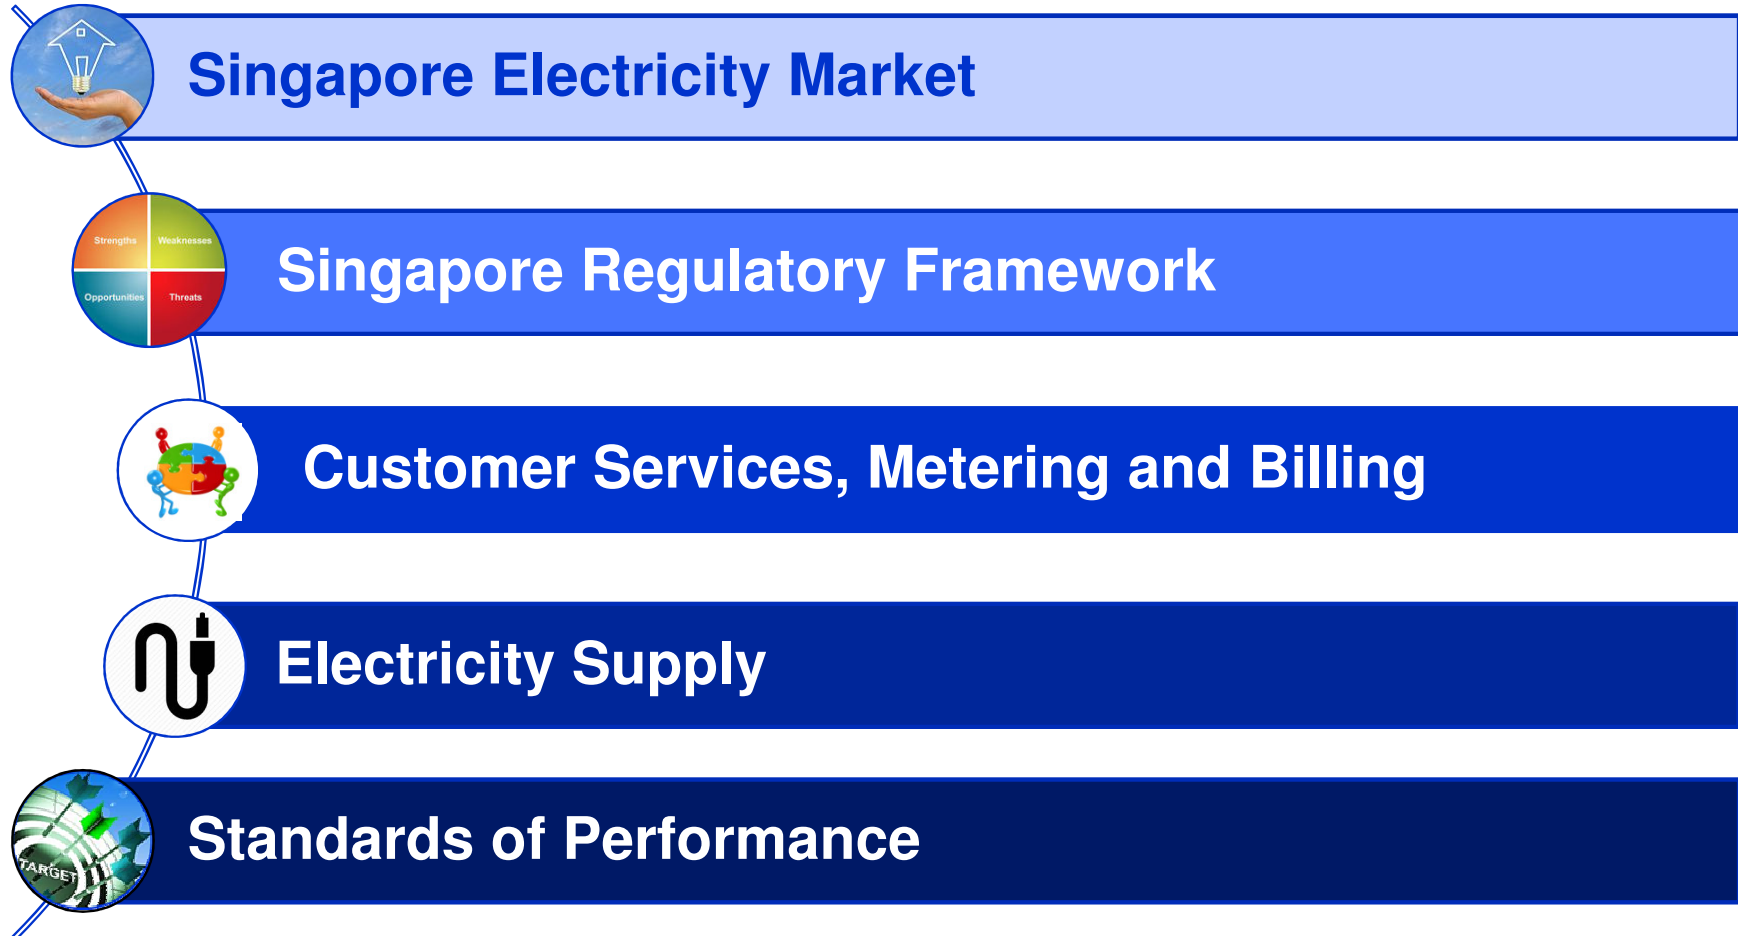 Singapore Electricity Market
Strengths
Weaknesses
Opportunities
Threats
Singapore Regulatory Framework
Customer Services, Metering and Billing
Electricity Supply
TARGET
Standards of Performance